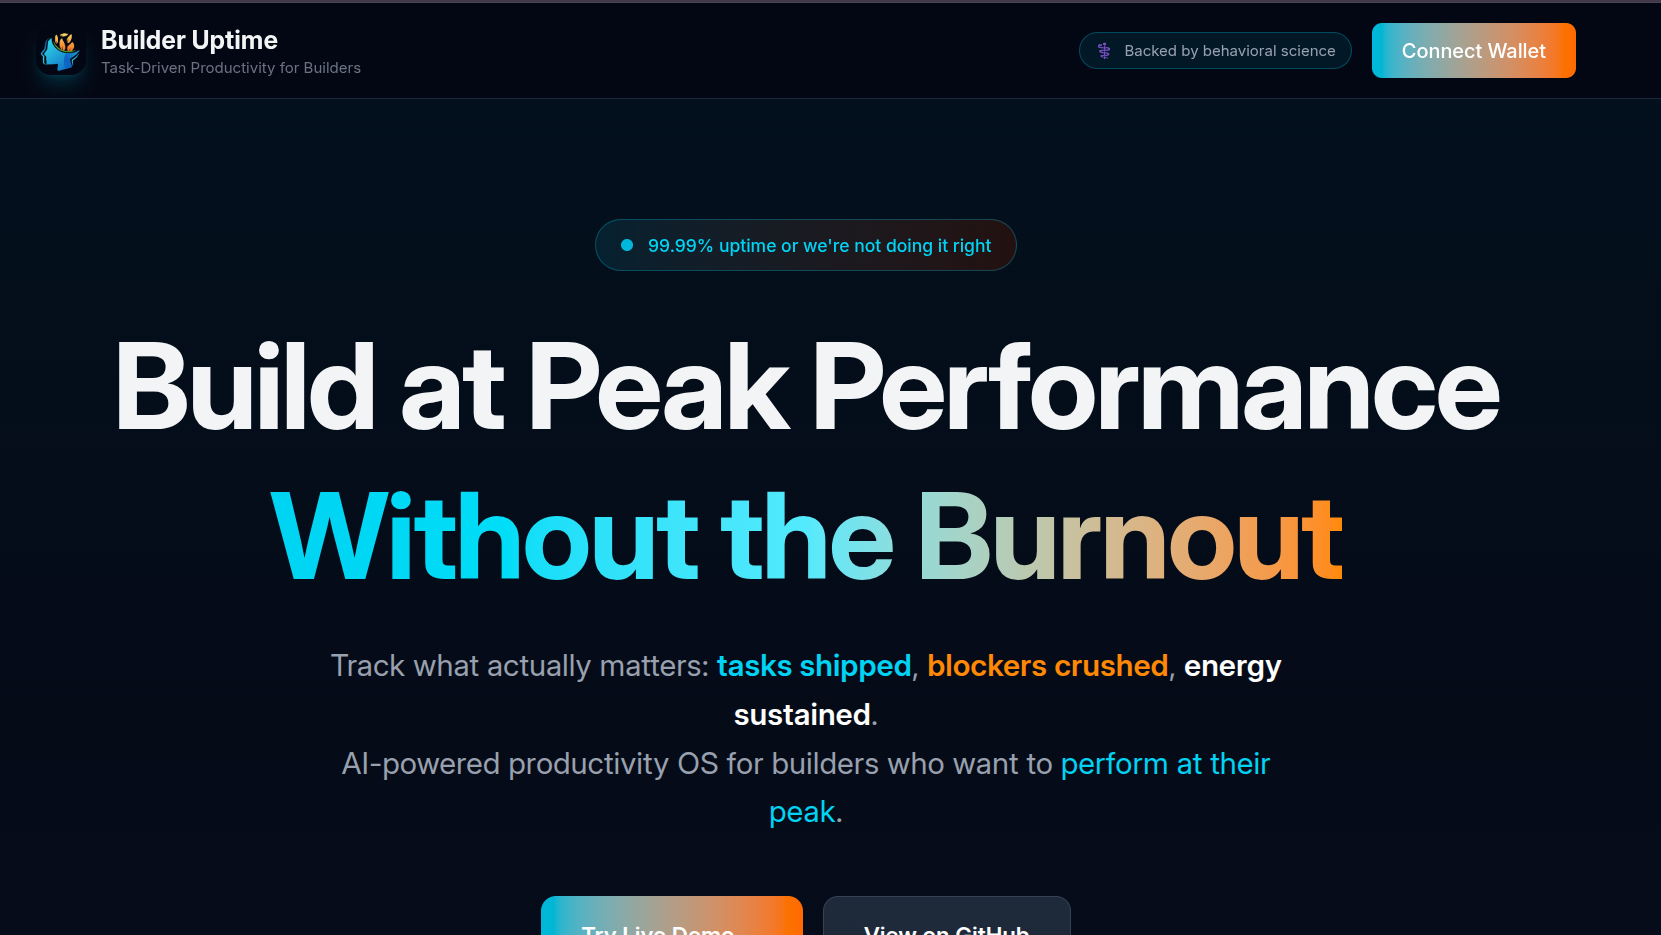 Builder Uptime
Task-Driven Productivity for Builders
Backed by behavioral science
Connect Wallet
99.99% uptime or we're not doing it right
Build at Peak Performance
Without the Burnout
Track what actually matters: tasks shipped, blockers crushed, energy
sustained.
AI-powered productivity OS for builders who want to perform at their
peak.
Try Live Demo
View on GitHub